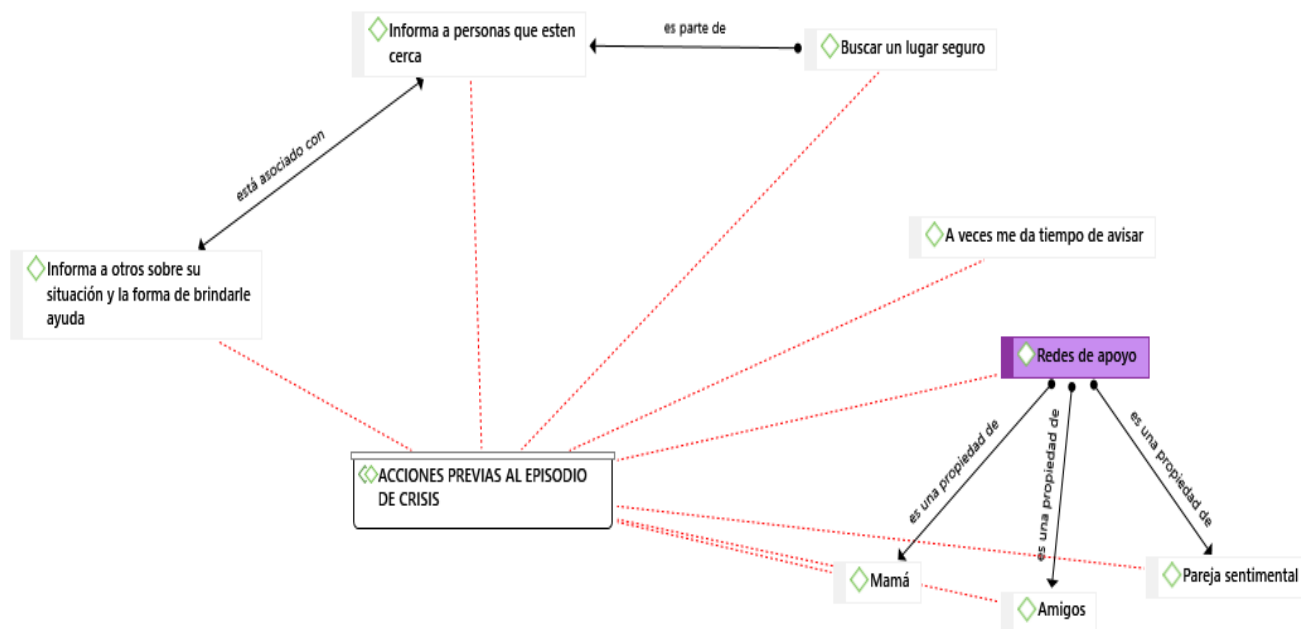 Informa a personas que esten
cerca
es parte de
Buscar un lugar seguro
está asociado con
Informa a otros sobre su
situación y la forma de brindarle
ayuda
A veces me da tiempo de avisar
Redes de apoyo
es una propiedad de
es una propiedad de
es una propiedad de
ACCIONES PREVIAS AL EPISODIO
DE CRISIS
Mamá
Amigos
Pareja sentimental